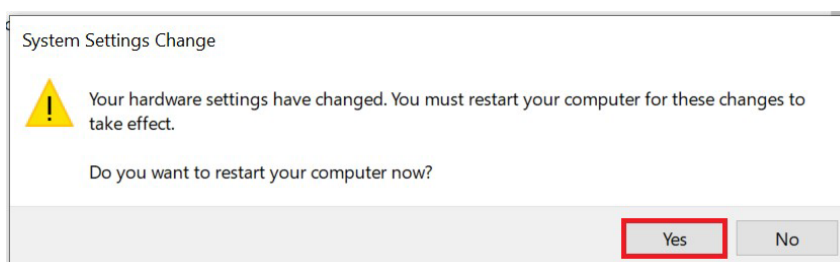 System Settings Change
Your hardware settings have changed. You must restart your computer for these changes to
take effect.
Do you want to restart your computer now?
Yes No